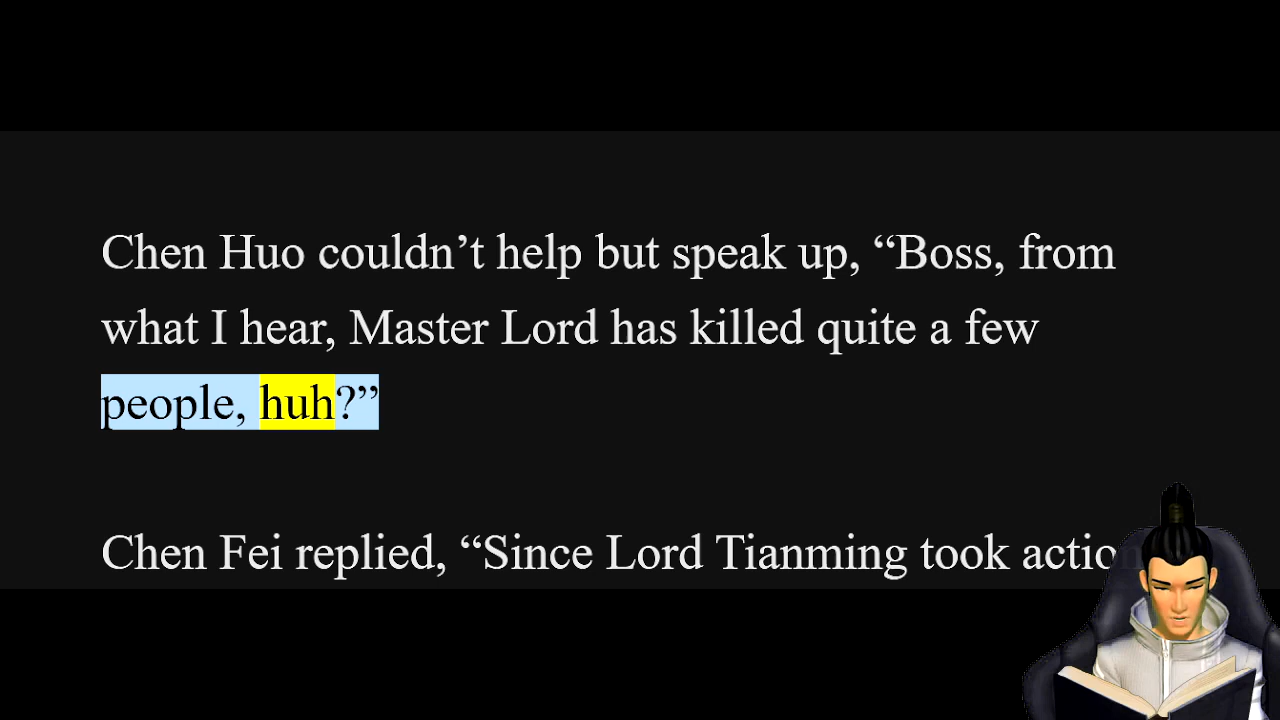 Chen Huo couldn’t help but speak up, “Boss, from
what I hear, Master Lord has killed quite a few
people, huh?”
Chen Fei replied, “Since Lord Tianming took action